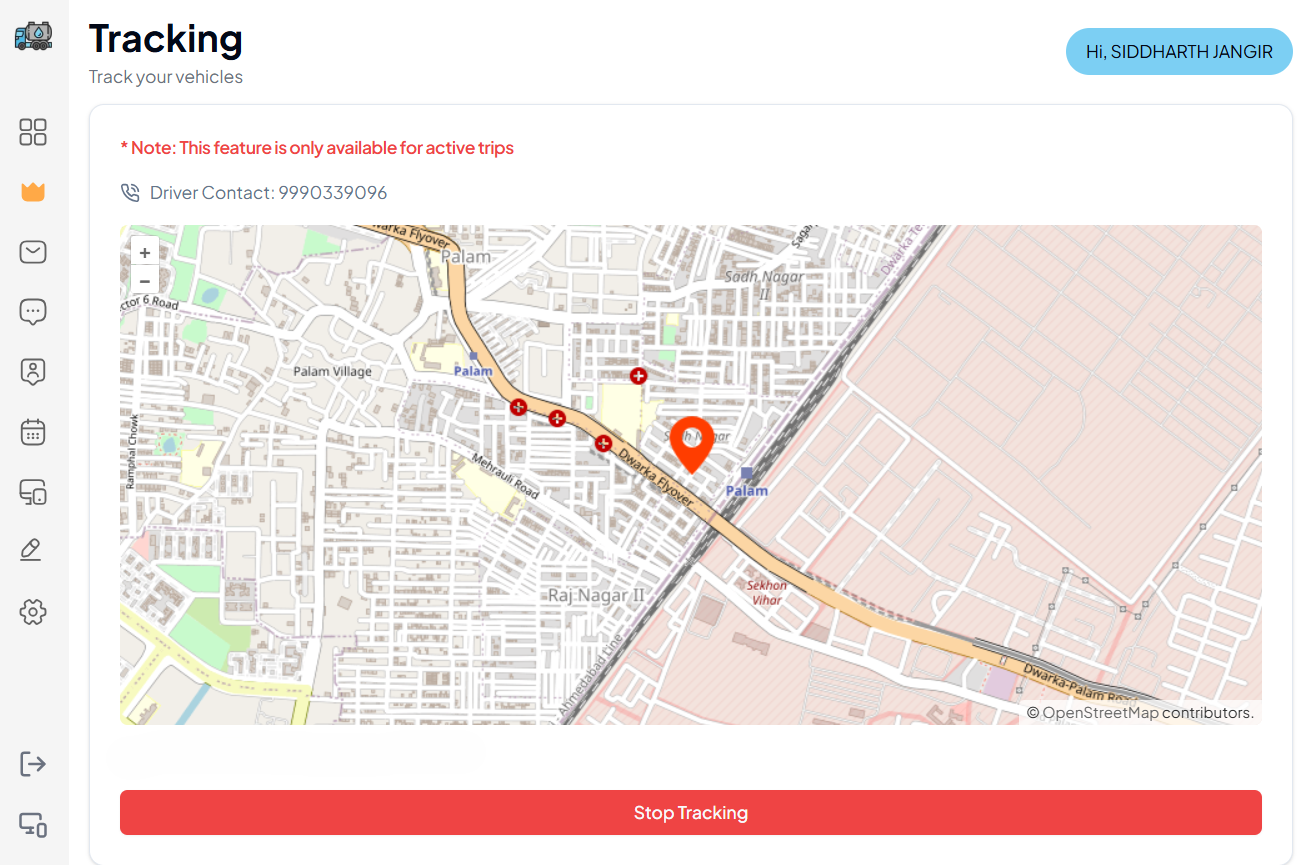 Tracking
Track your vehicles
Hi, SIDDHARTH JANGIR
* Note: This feature is only available for active trips
Driver Contact: 9990339096
+
−
Dwarka Flyover
Palam
Sadh Nagar
II
6 Road
Palam Village
Palam
Ramphal Chowk
Mehrauli Road
Dwarka Flyover
Palam
Raj Nagar II
Sekhon
Vihar
Ahmedabad Line
Dwarka-Palam Road
© OpenStreetMap contributors.
Stop Tracking